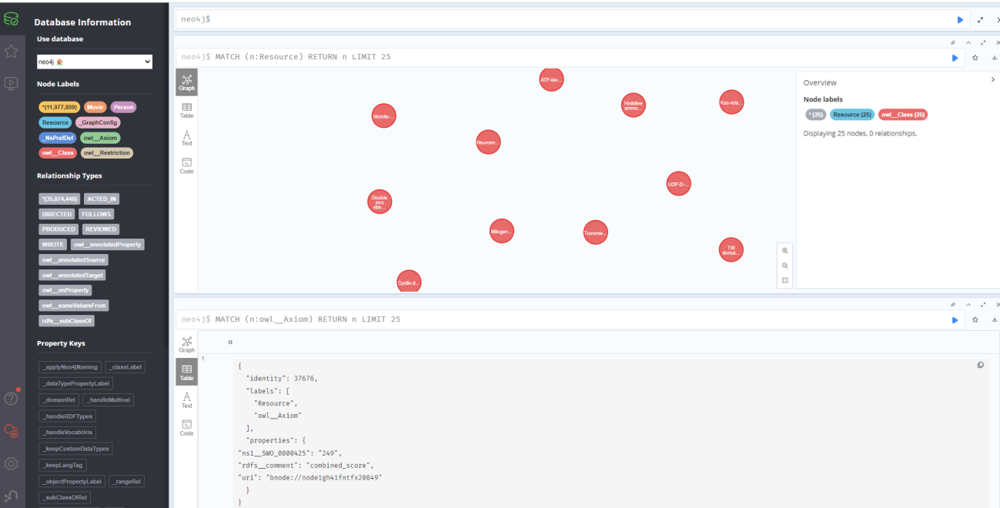 Database Information
Use database
neo4j
Node Labels
*(11,977,809) Movie Person
Resource _GraphConfig
_NsPrefDef owl__Axiom
owl__Class owl__Restriction
Relationship Types
*(35,874,448) ACTED_IN
DIRECTED FOLLOWS
PRODUCED REVIEWED
WROTE owl__annotatedProperty
owl__annotatedSource
owl__annotatedTarget
owl__onProperty
owl__someValuesFrom
rdfs__subClassOf
Property Keys
_applyNeo4jNaming _classLabel
_dataTypePropertyLabel
_domainRel _handleMultival
_handleRDFTypes
_handleVocabUris
_keepCustomDataTypes
_keepLangTag
_objectPropertyLabel _rangeRel
_subClassOfRel
neo4j$
neo4j$ MATCH (n:Resource) RETURN n LIMIT 25
Graph
Table
Text
Code
ATP-bin...
Vesicle-...
Histidine
ammo...
Ras-rela...
Neuroen...
UDP-D-...
Double
zinc
ribb...
Mitogen...
Transme...
TIR
domai...
Cyclin-d...
Overview
Node labels
* (25) Resource (25) owl__Class (25)
Displaying 25 nodes, 0 relationships.
neo4j$ MATCH (n:owl__Axiom) RETURN n LIMIT 25
Graph
Table
Text
Code
n
1
{
"identity": 37676,
"labels": [
"Resource",
"owl__Axiom"
],
"properties": {
"ns1__SWO_0000425": "249",
"rdfs__comment": "combined_score",
"uri": "bnode://node1gh41fntfx20849"
}
}